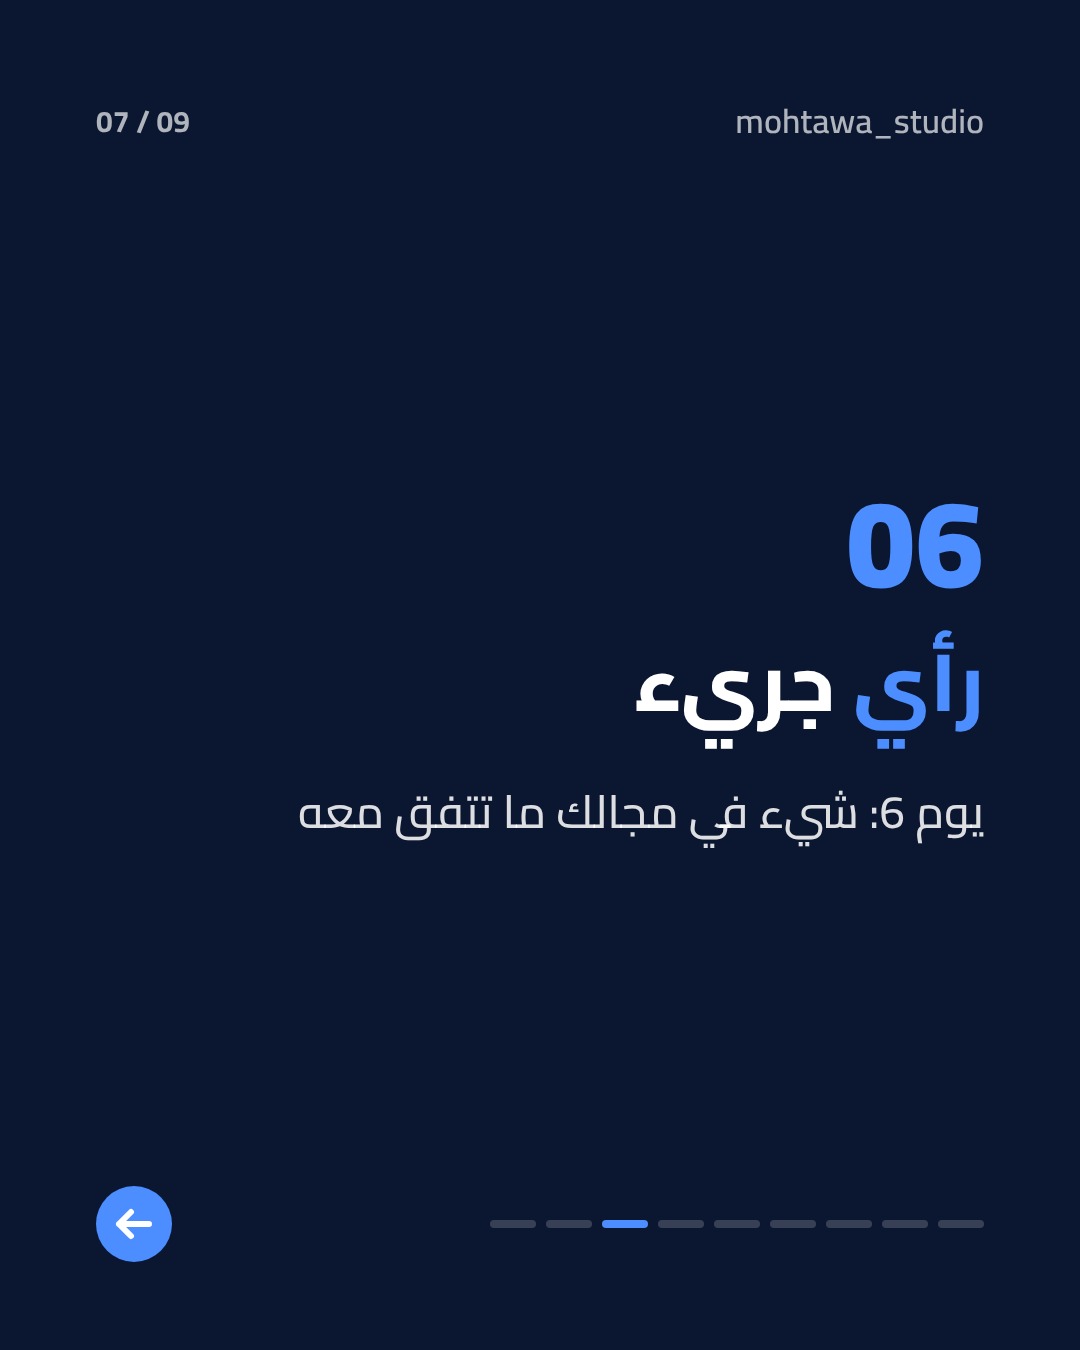 mohtawa_studio
07 / 09
06
رأي جريء
يوم 6: شيء في مجالك ما تتفق معه